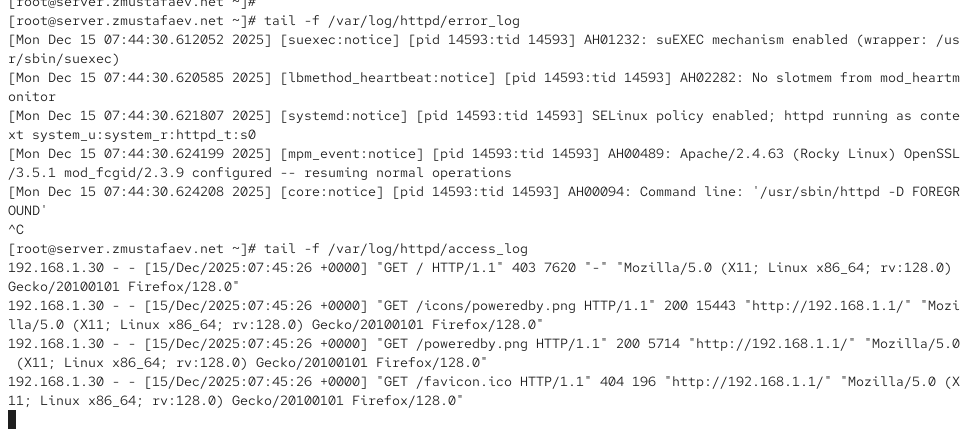 [root@server.zmustafaev.net ~]#
[root@server.zmustafaev.net ~]# tail -f /var/log/httpd/error_log
[Mon Dec 15 07:44:30.612052 2025] [suexec:notice] [pid 14593:tid 14593] AH01232: suEXEC mechanism enabled (wrapper: /us
r/sbin/suexec)
[Mon Dec 15 07:44:30.620585 2025] [lbmethod_heartbeat:notice] [pid 14593:tid 14593] AH02282: No slotmem from mod_heartm
onitor
[Mon Dec 15 07:44:30.621807 2025] [systemd:notice] [pid 14593:tid 14593] SELinux policy enabled; httpd running as conte
xt system_u:system_r:httpd_t:s0
[Mon Dec 15 07:44:30.624199 2025] [mpm_event:notice] [pid 14593:tid 14593] AH00489: Apache/2.4.63 (Rocky Linux) OpenSSL
/3.5.1 mod_fcgid/2.3.9 configured -- resuming normal operations
[Mon Dec 15 07:44:30.624208 2025] [core:notice] [pid 14593:tid 14593] AH00094: Command line: '/usr/sbin/httpd -D FOREGR
OUND'
^C
[root@server.zmustafaev.net ~]# tail -f /var/log/httpd/access_log
192.168.1.30 - - [15/Dec/2025:07:45:26 +0000] "GET / HTTP/1.1" 403 7620 "-" "Mozilla/5.0 (X11; Linux x86_64; rv:128.0)
Gecko/20100101 Firefox/128.0"
192.168.1.30 - - [15/Dec/2025:07:45:26 +0000] "GET /icons/poweredby.png HTTP/1.1" 200 15443 "http://192.168.1.1/" "Mozi
lla/5.0 (X11; Linux x86_64; rv:128.0) Gecko/20100101 Firefox/128.0"
192.168.1.30 - - [15/Dec/2025:07:45:26 +0000] "GET /poweredby.png HTTP/1.1" 200 5714 "http://192.168.1.1/" "Mozilla/5.0
 (X11; Linux x86_64; rv:128.0) Gecko/20100101 Firefox/128.0"
192.168.1.30 - - [15/Dec/2025:07:45:26 +0000] "GET /favicon.ico HTTP/1.1" 404 196 "http://192.168.1.1/" "Mozilla/5.0 (X
11; Linux x86_64; rv:128.0) Gecko/20100101 Firefox/128.0"